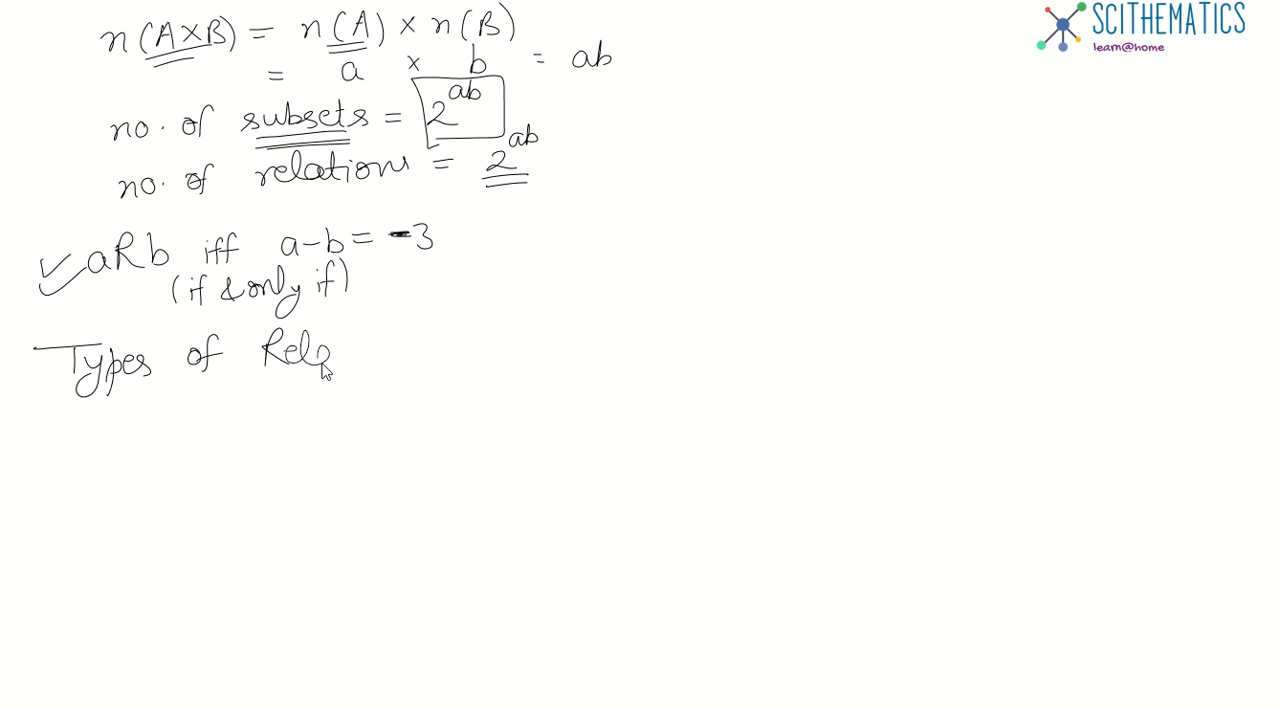 n(A×B) = n(A) × n(B)
= a × b = ab
no. of subsets = 2^ab
no. of relations = 2^ab
aRb iff a-b = -3
(if & only if)
Types of Rela
SCITHEMATICS
learn@home